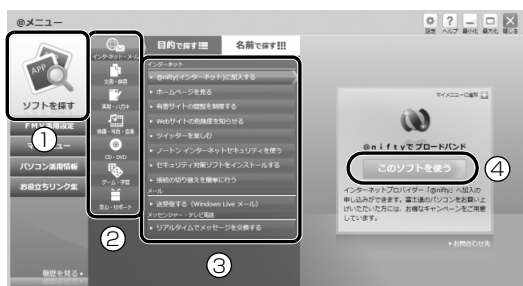 @メニュー
設定 ヘルプ 最小化 最大化 閉じる
ソフトを探す
①
FMV活用設定
パソコン活用情報
お役立ちリンク集
履歴を見る
インターネット・メール
文書・辞書
実用・ハガキ
映像・写真・音楽
CD・DVD
ゲーム・学習
安心・サポート
②
目的で探す
名前で探す
インターネット
@nifty(インターネット)に加入する
ホームページを見る
有害サイトの閲覧を制限する
Webサイトの危険度を知らせる
ツイッターを楽しむ
ノートン インターネットセキュリティを使う
セキュリティ対策ソフトをインストールする
接続の切り替えを簡単に行う
メール
送受信する (Windows Live メール)
メッセンジャー・テレビ電話
リアルタイムでメッセージを交換する
③
マイメニューに追加
@niftyでブロードバンド
このソフトを使う
④
インターネットプロバイダー「@nifty」へ加入の
申し込みができます。富士通のパソコンをお買い上
げいただいた方には、お得なキャンペーンをご用意
しています。
お問合わせ先